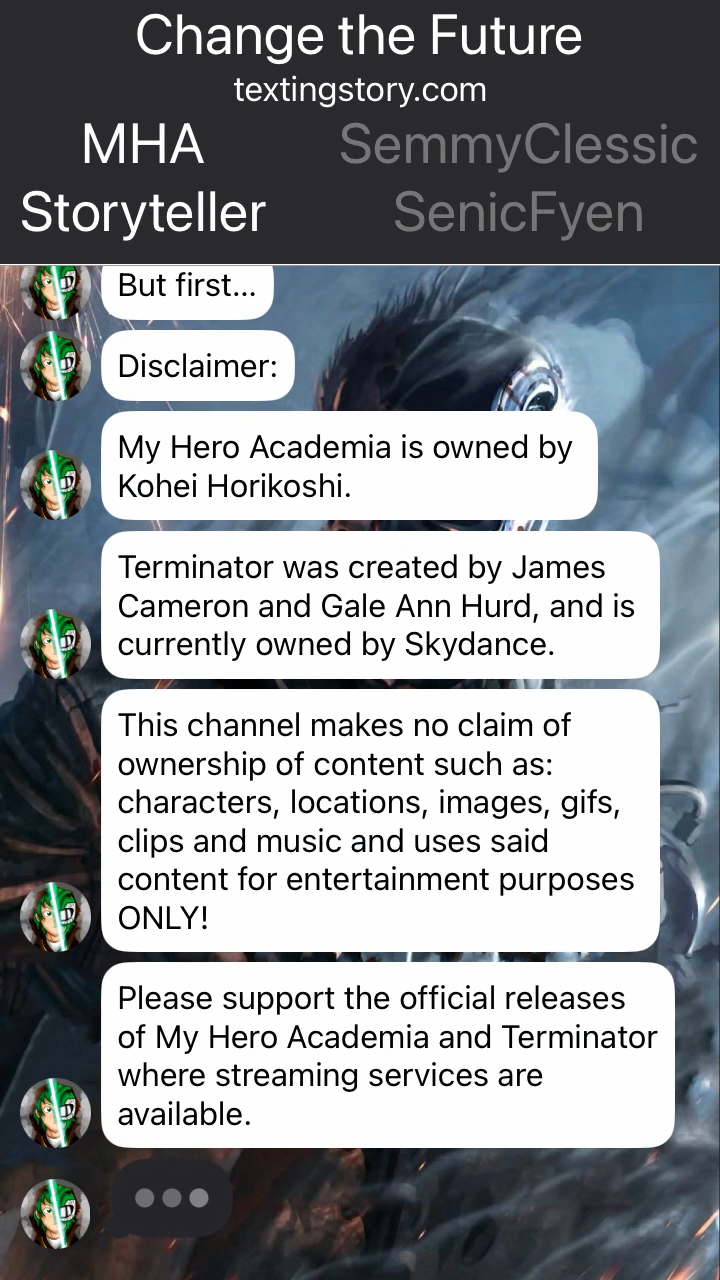 Change the Future
textingstory.com
MHA
Storyteller
SemmyClessic
SenicFyen
But first...
Disclaimer:
My Hero Academia is owned by
Kohei Horikoshi.
Terminator was created by James
Cameron and Gale Ann Hurd, and is
currently owned by Skydance.
This channel makes no claim of
ownership of content such as:
characters, locations, images, gifs,
clips and music and uses said
content for entertainment purposes
ONLY!
Please support the official releases
of My Hero Academia and Terminator
where streaming services are
available.